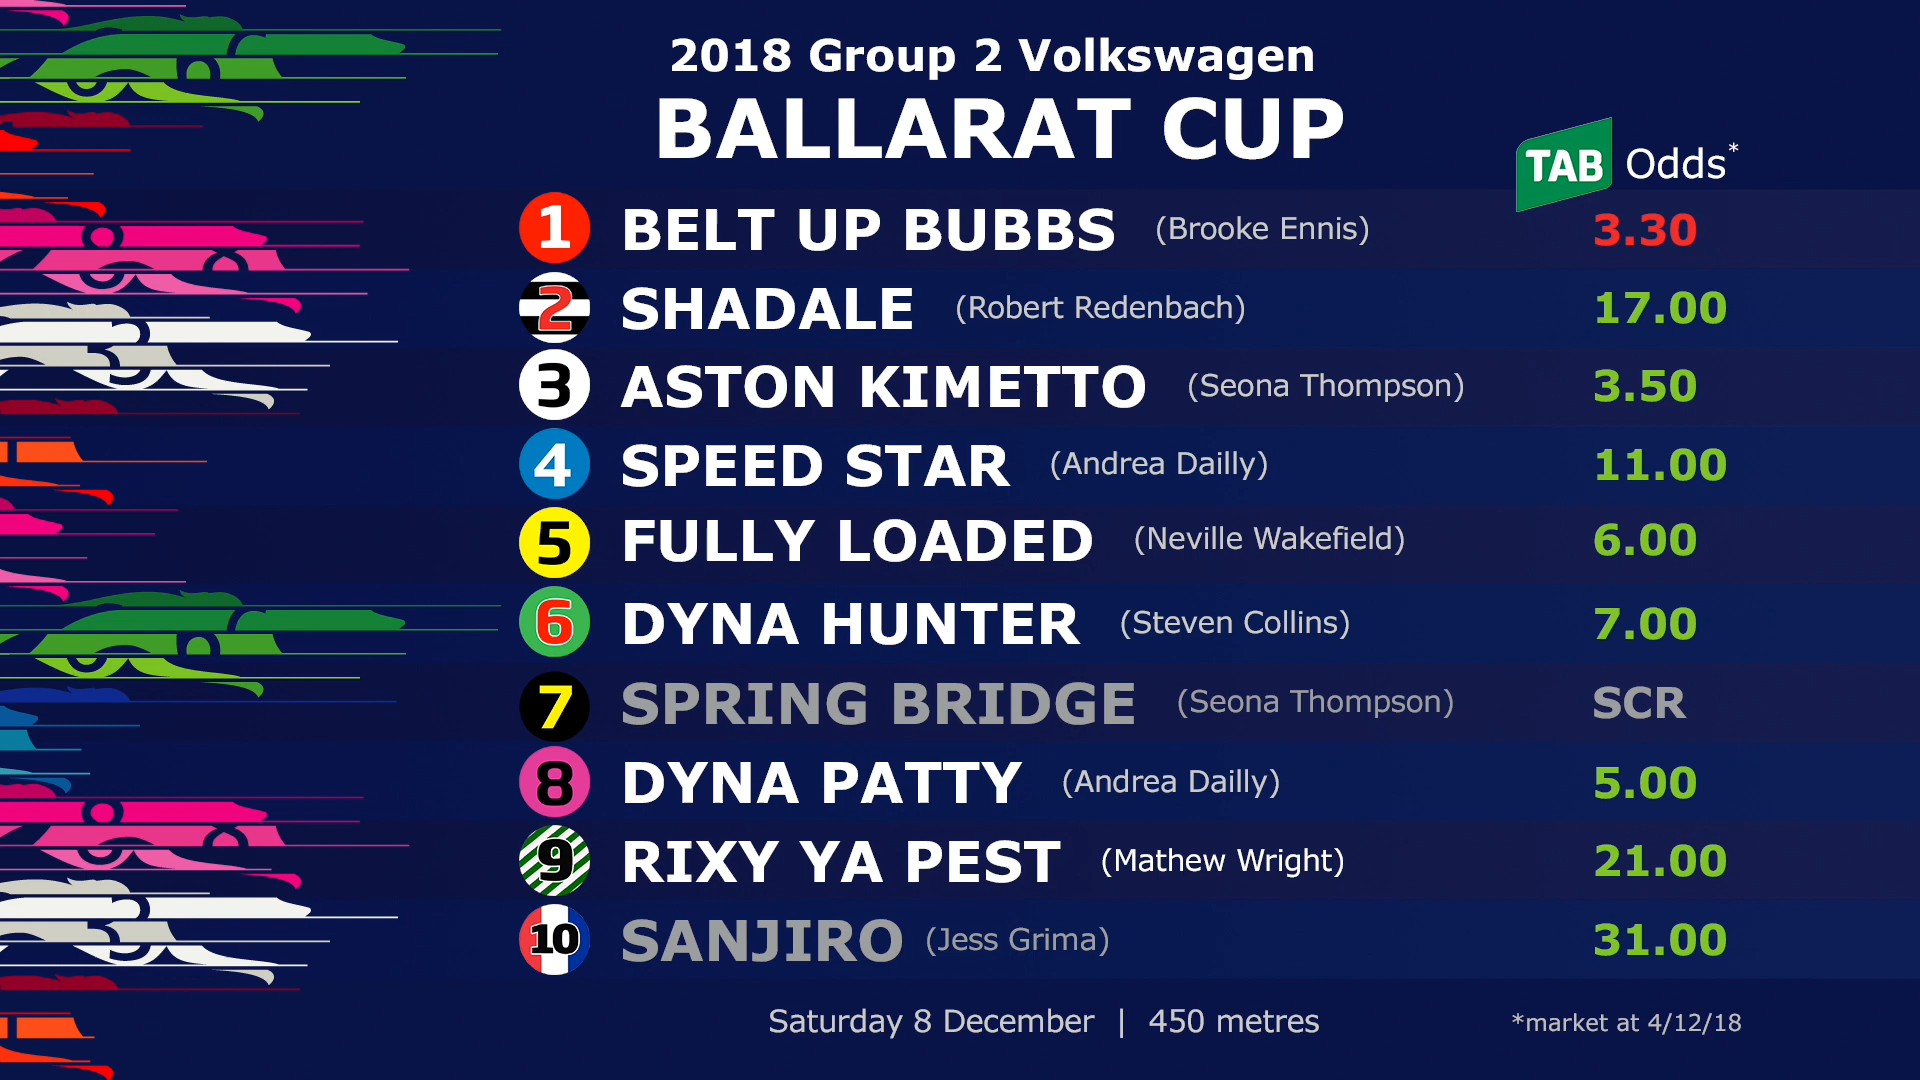 2018 Group 2 Volkswagen
BALLARAT CUP
TAB Odds*
1 BELT UP BUBBS (Brooke Ennis) 3.30
2 SHADALE (Robert Redenbach) 17.00
3 ASTON KIMETTO (Seona Thompson) 3.50
4 SPEED STAR (Andrea Dailly) 11.00
5 FULLY LOADED (Neville Wakefield) 6.00
6 DYNA HUNTER (Steven Collins) 7.00
7 SPRING BRIDGE (Seona Thompson) SCR
8 DYNA PATTY (Andrea Dailly) 5.00
9 RIXY YA PEST (Mathew Wright) 21.00
10 SANJIRO (Jess Grima) 31.00
Saturday 8 December | 450 metres *market at 4/12/18